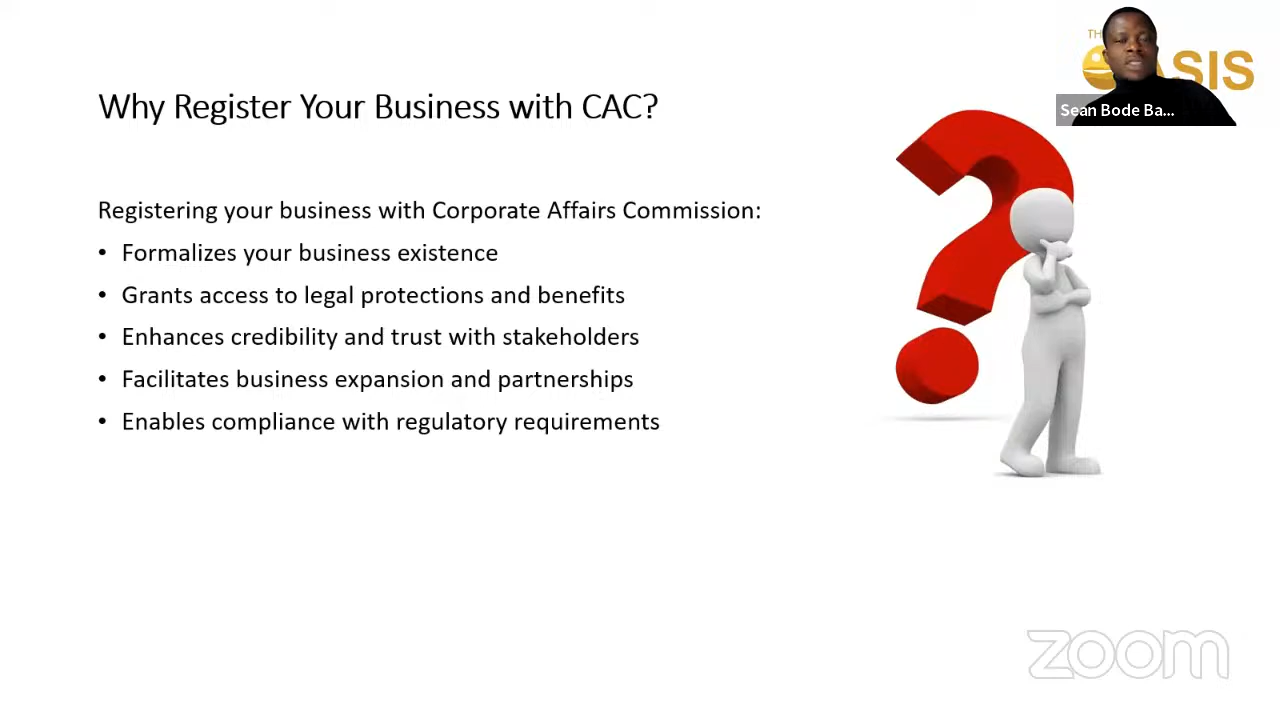 TH
ASIS
Sean Bode Ba...
Why Register Your Business with CAC?
Registering your business with Corporate Affairs Commission:
• Formalizes your business existence
• Grants access to legal protections and benefits
• Enhances credibility and trust with stakeholders
• Facilitates business expansion and partnerships
• Enables compliance with regulatory requirements
zoom